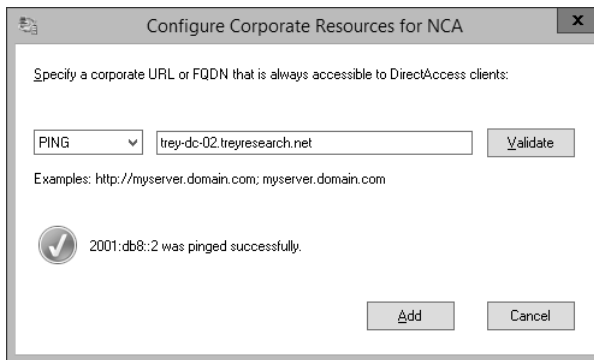 Configure Corporate Resources for NCA
x
Specify a corporate URL or FQDN that is always accessible to DirectAccess clients:
PING
trey-dc-02.treyresearch.net
Validate
Examples: http://myserver.domain.com; myserver.domain.com
2001:db8::2 was pinged successfully.
Add
Cancel